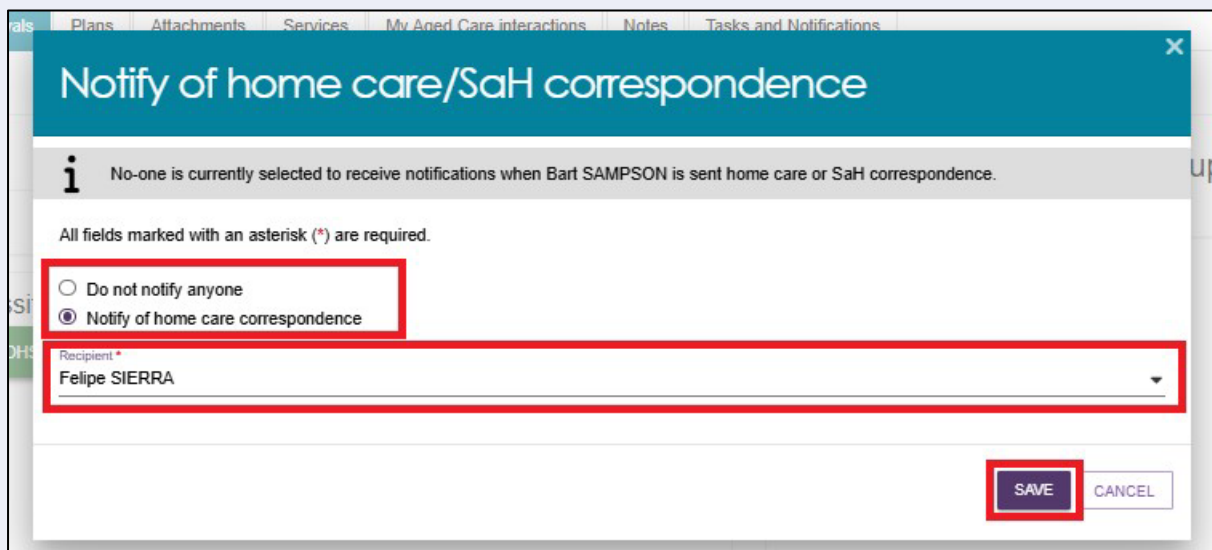 Plans Attachments Services My Aged Care interactions Notes Tasks and Notifications
Notify of home care/SaH correspondence
No-one is currently selected to receive notifications when Bart SAMPSON is sent home care or SaH correspondence.
All fields marked with an asterisk (*) are required.
Do not notify anyone
Notify of home care correspondence
Recipient *
Felipe SIERRA
SAVE CANCEL